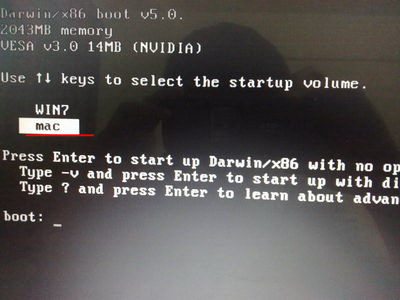 Darwin/x86 boot v5.0.
2043MB memory
VESA v3.0 14MB (NVIDIA)
Use ↑↓ keys to select the startup volume.
WIN7
mac
Press Enter to start up Darwin/x86 with no op
Type -v and press Enter to start up with di
Type ? and press Enter to learn about advan
boot: _